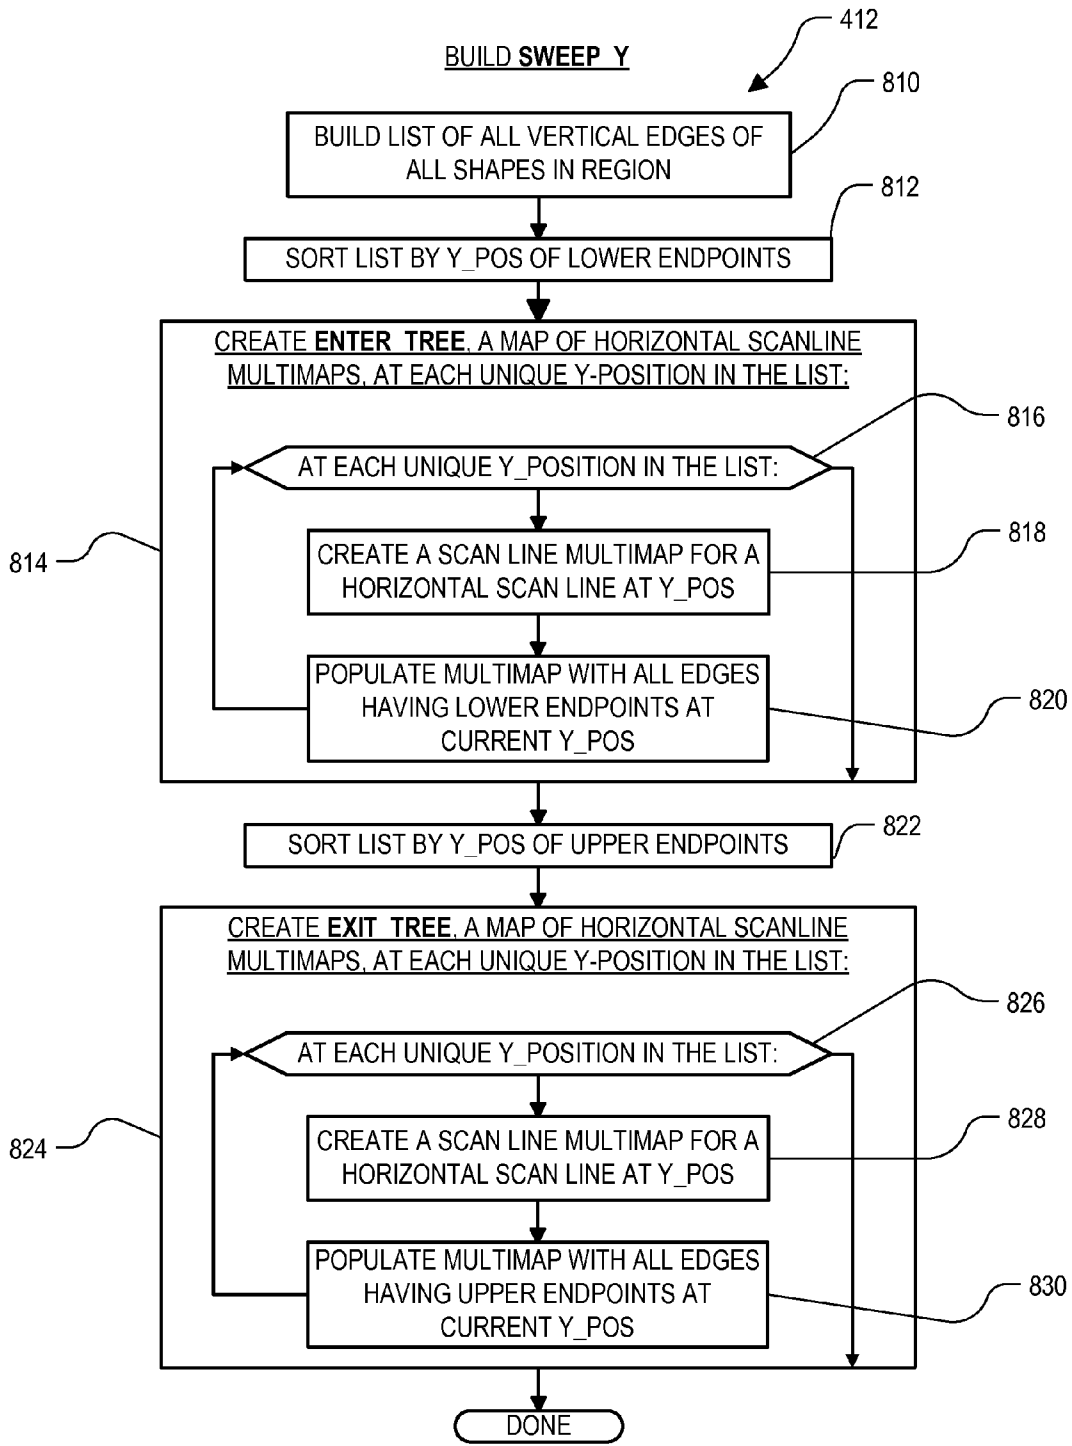 412
BUILD SWEEP_Y
810
BUILD LIST OF ALL VERTICAL EDGES OF
ALL SHAPES IN REGION
812
SORT LIST BY Y_POS OF LOWER ENDPOINTS
CREATE ENTER_TREE, A MAP OF HORIZONTAL SCANLINE
MULTIMAPS, AT EACH UNIQUE Y-POSITION IN THE LIST:
816
AT EACH UNIQUE Y_POSITION IN THE LIST:
818
CREATE A SCAN LINE MULTIMAP FOR A
HORIZONTAL SCAN LINE AT Y_POS
814
POPULATE MULTIMAP WITH ALL EDGES
HAVING LOWER ENDPOINTS AT
CURRENT Y_POS
820
822
SORT LIST BY Y_POS OF UPPER ENDPOINTS
CREATE EXIT_TREE, A MAP OF HORIZONTAL SCANLINE
MULTIMAPS, AT EACH UNIQUE Y-POSITION IN THE LIST:
826
AT EACH UNIQUE Y_POSITION IN THE LIST:
828
CREATE A SCAN LINE MULTIMAP FOR A
HORIZONTAL SCAN LINE AT Y_POS
824
POPULATE MULTIMAP WITH ALL EDGES
HAVING UPPER ENDPOINTS AT
CURRENT Y_POS
830
DONE